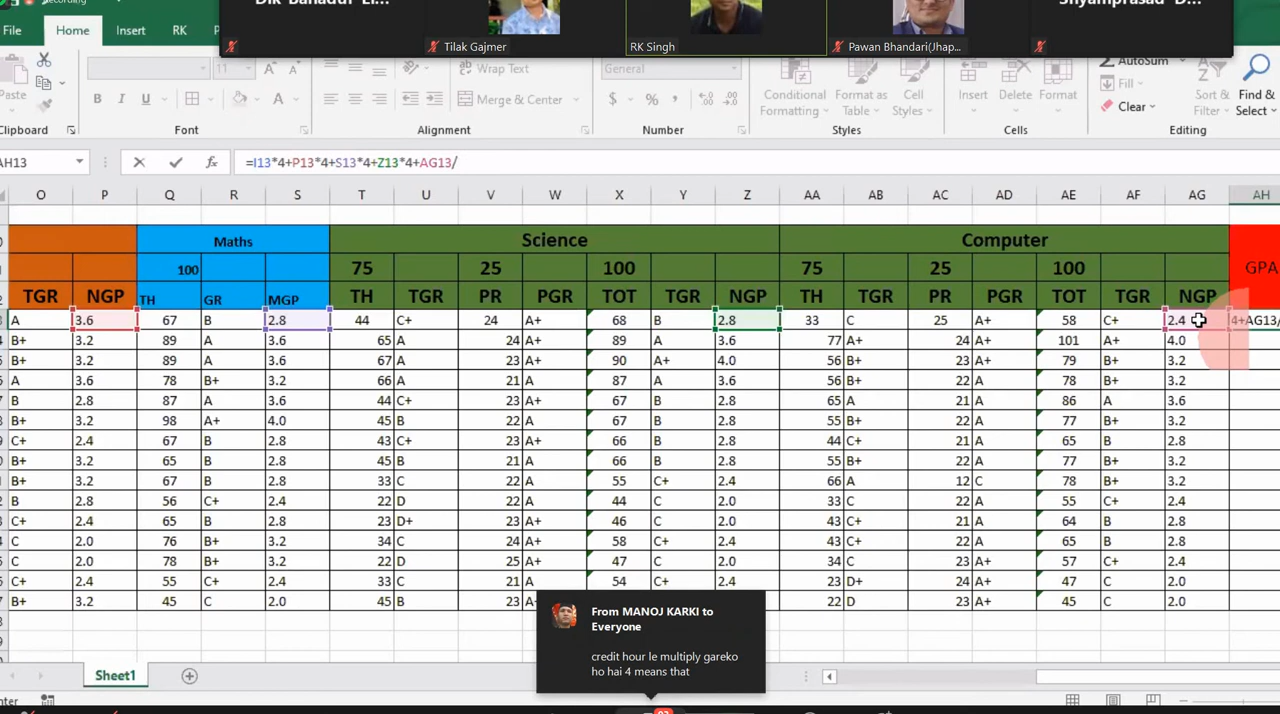 Recording
Tilak Gajmer
RK Singh
Pawan Bhandari(Jhap...
File Home Insert
AutoSum
Wrap Text General
Fill
Paste B I U Merge & Center $ % , Conditional Formatting Format as Table Cell Styles Insert Delete Format Clear Sort & Filter Find & Select
Clipboard Font Alignment Number Styles Cells Editing
AH13 fx =I13*4+P13*4+S13*4+Z13*4+AG13/
O P Q R S T U V W X Y Z AA AB AC AD AE AF AG AH
Maths Science Computer
100 75 25 100 75 25 100 GPA
TGR NGP TH GR MGP TH TGR PR PGR TOT TGR NGP TH TGR PR PGR TOT TGR NGP
A 3.6 67 B 2.8 44 C+ 24 A+ 68 B 2.8 33 C 25 A+ 58 C+ 2.4 4+AG13/
B+ 3.2 89 A 3.6 65 A 24 A+ 89 A 3.6 77 A+ 24 A+ 101 A+ 4.0
B+ 3.2 89 A 3.6 67 A 23 A+ 90 A+ 4.0 56 B+ 23 A+ 79 B+ 3.2
A 3.6 78 B+ 3.2 66 A 21 A 87 A 3.6 56 B+ 22 A 78 B+ 3.2
B 2.8 87 A 3.6 44 C+ 23 A+ 67 B 2.8 65 A 21 A 86 A 3.6
B+ 3.2 98 A+ 4.0 45 B 22 A 67 B 2.8 55 B+ 22 A 77 B+ 3.2
C+ 2.4 67 B 2.8 43 C+ 23 A+ 66 B 2.8 44 C+ 21 A 65 B 2.8
B+ 3.2 65 B 2.8 45 B 21 A 66 B 2.8 55 B+ 22 A 77 B+ 3.2
B+ 3.2 67 B 2.8 33 C 22 A 55 C+ 2.4 66 A 12 C 78 B+ 3.2
B 2.8 56 C+ 2.4 22 D 22 A 44 C 2.0 33 C 22 A 55 C+ 2.4
C+ 2.4 65 B 2.8 23 D+ 23 A+ 46 C 2.0 43 C+ 21 A 64 B 2.8
C 2.0 76 B+ 3.2 34 C 24 A+ 58 C+ 2.4 43 C+ 22 A 65 B 2.8
C 2.0 78 B+ 3.2 22 D 25 A+ 47 C 2.0 34 C 23 A+ 57 C+ 2.4
C+ 2.4 55 C+ 2.4 33 C 21 A 54 C+ 2.4 23 D+ 24 A+ 47 C 2.0
B+ 3.2 45 C 2.0 45 B 23 22 D 23 A+ 45 C 2.0
From MANOJ KARKI to
Everyone
credit hour le multiply gareko
ho hai 4 means that
Sheet1